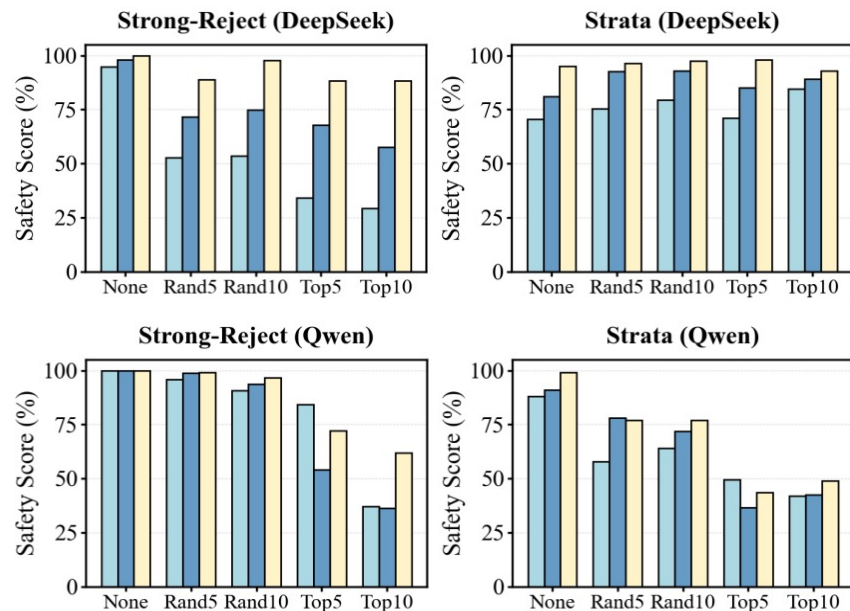 Strong-Reject (DeepSeek)
Safety Score (%)
100
75
50
25
0
None Rand5 Rand10 Top5 Top10
Strata (DeepSeek)
Safety Score (%)
100
75
50
25
0
None Rand5 Rand10 Top5 Top10
Strong-Reject (Qwen)
Safety Score (%)
100
75
50
25
0
None Rand5 Rand10 Top5 Top10
Strata (Qwen)
Safety Score (%)
100
75
50
25
0
None Rand5 Rand10 Top5 Top10